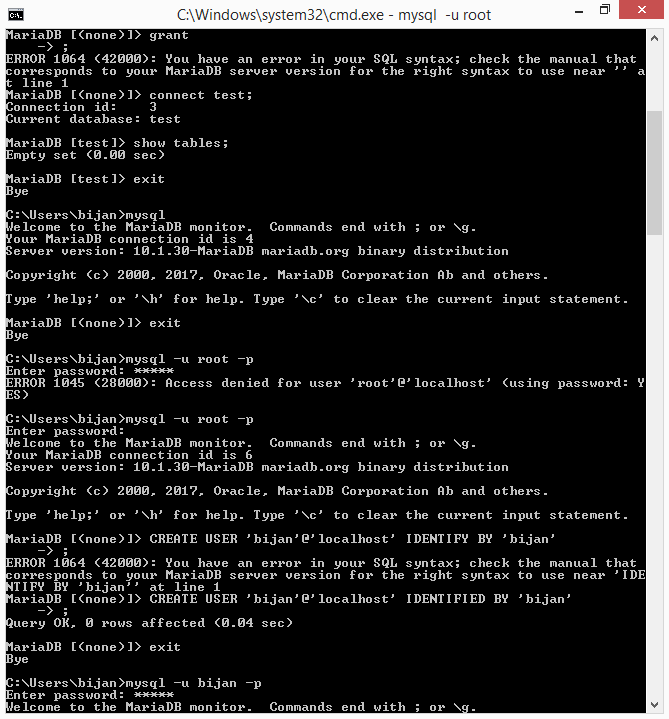 C:\Windows\system32\cmd.exe - mysql -u root
MariaDB [(none)]> grant
-> ;
ERROR 1064 (42000): You have an error in your SQL syntax; check the manual that
corresponds to your MariaDB server version for the right syntax to use near '' a
t line 1
MariaDB [(none)]> connect test;
Connection id:    3
Current database: test
MariaDB [test]> show tables;
Empty set (0.00 sec)
MariaDB [test]> exit
Bye
C:\Users\bijan>mysql
Welcome to the MariaDB monitor.  Commands end with ; or \g.
Your MariaDB connection id is 4
Server version: 10.1.30-MariaDB mariadb.org binary distribution
Copyright (c) 2000, 2017, Oracle, MariaDB Corporation Ab and others.
Type 'help;' or '\h' for help. Type '\c' to clear the current input statement.
MariaDB [(none)]> exit
Bye
C:\Users\bijan>mysql -u root -p
Enter password: *****
ERROR 1045 (28000): Access denied for user 'root'@'localhost' (using password: Y
ES)
C:\Users\bijan>mysql -u root -p
Enter password:
Welcome to the MariaDB monitor.  Commands end with ; or \g.
Your MariaDB connection id is 6
Server version: 10.1.30-MariaDB mariadb.org binary distribution
Copyright (c) 2000, 2017, Oracle, MariaDB Corporation Ab and others.
Type 'help;' or '\h' for help. Type '\c' to clear the current input statement.
MariaDB [(none)]> CREATE USER 'bijan'@'localhost' IDENTIFY BY 'bijan'
-> ;
ERROR 1064 (42000): You have an error in your SQL syntax; check the manual that
corresponds to your MariaDB server version for the right syntax to use near 'IDE
NTIFY BY 'bijan'' at line 1
MariaDB [(none)]> CREATE USER 'bijan'@'localhost' IDENTIFIED BY 'bijan'
-> ;
Query OK, 0 rows affected (0.04 sec)
MariaDB [(none)]> exit
Bye
C:\Users\bijan>mysql -u bijan -p
Enter password: *****
Welcome to the MariaDB monitor.  Commands end with ; or \g.